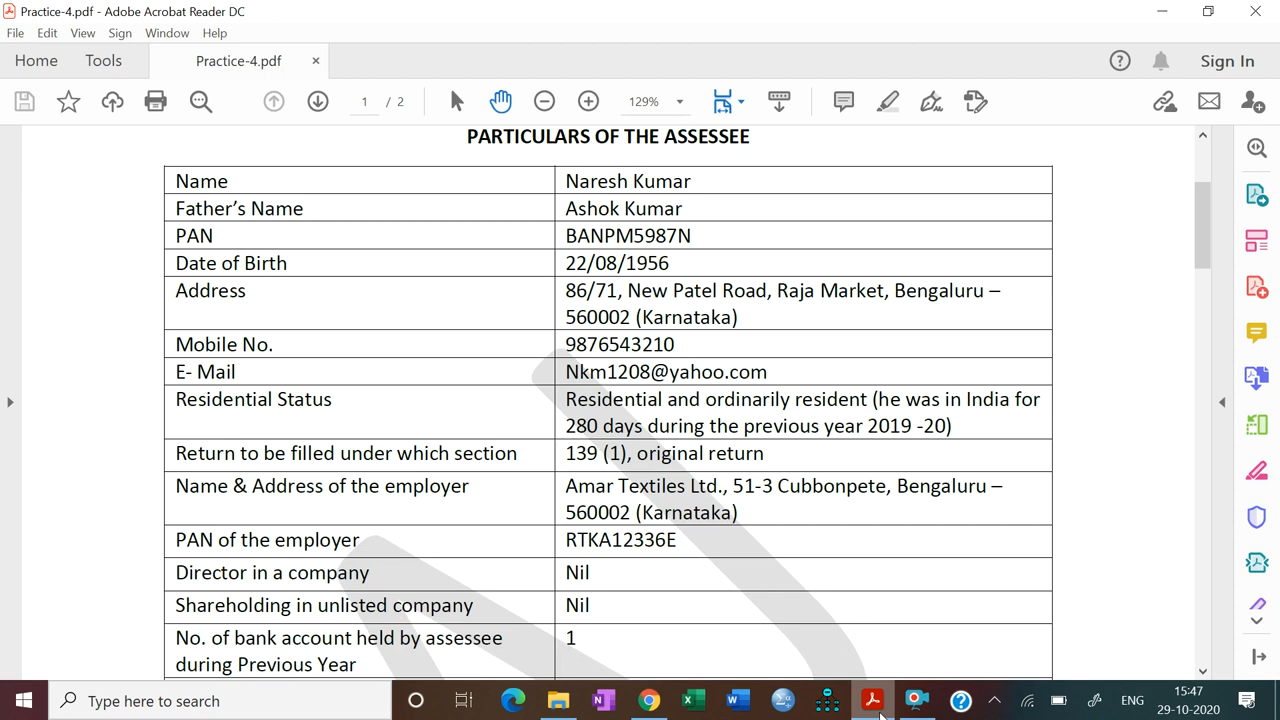 Practice-4.pdf - Adobe Acrobat Reader DC
File Edit View Sign Window Help
Home Tools Practice-4.pdf × Sign In
1 / 2 129%
PARTICULARS OF THE ASSESSEE
Name Naresh Kumar
Father’s Name Ashok Kumar
PAN BANPM5987N
Date of Birth 22/08/1956
Address 86/71, New Patel Road, Raja Market, Bengaluru –
560002 (Karnataka)
Mobile No. 9876543210
E- Mail Nkm1208@yahoo.com
Residential Status Residential and ordinarily resident (he was in India for
280 days during the previous year 2019 -20)
Return to be filled under which section 139 (1), original return
Name & Address of the employer Amar Textiles Ltd., 51-3 Cubbonpete, Bengaluru –
560002 (Karnataka)
PAN of the employer RTKA12336E
Director in a company Nil
Shareholding in unlisted company Nil
No. of bank account held by assessee 1
during Previous Year
Type here to search ENG 15:47
29-10-2020